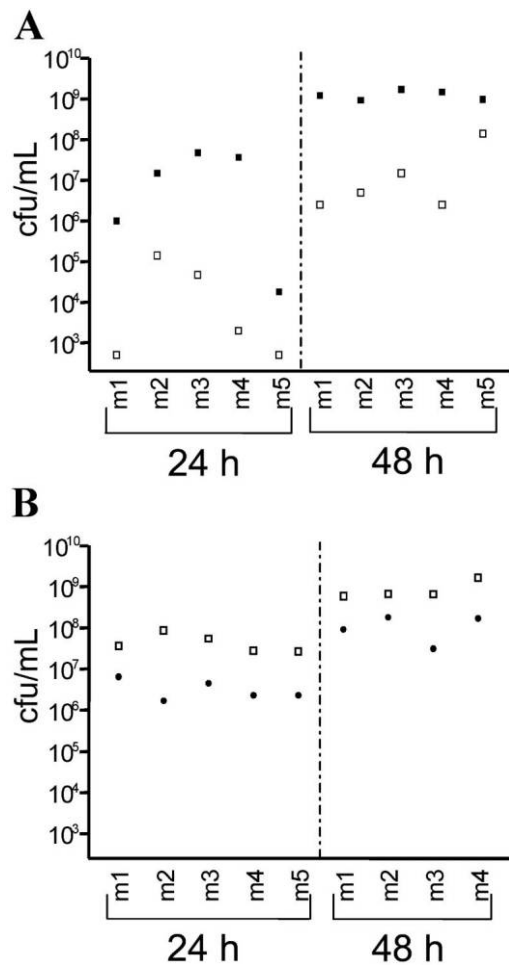 A
10¹⁰
10⁹
10⁸
10⁷
10⁶
10⁵
10⁴
10³
cfu/mL
m1 m2 m3 m4 m5 m1 m2 m3 m4 m5
24 h 48 h
B
10¹⁰
10⁹
10⁸
10⁷
10⁶
10⁵
10⁴
10³
cfu/mL
m1 m2 m3 m4 m5 m1 m2 m3 m4
24 h 48 h